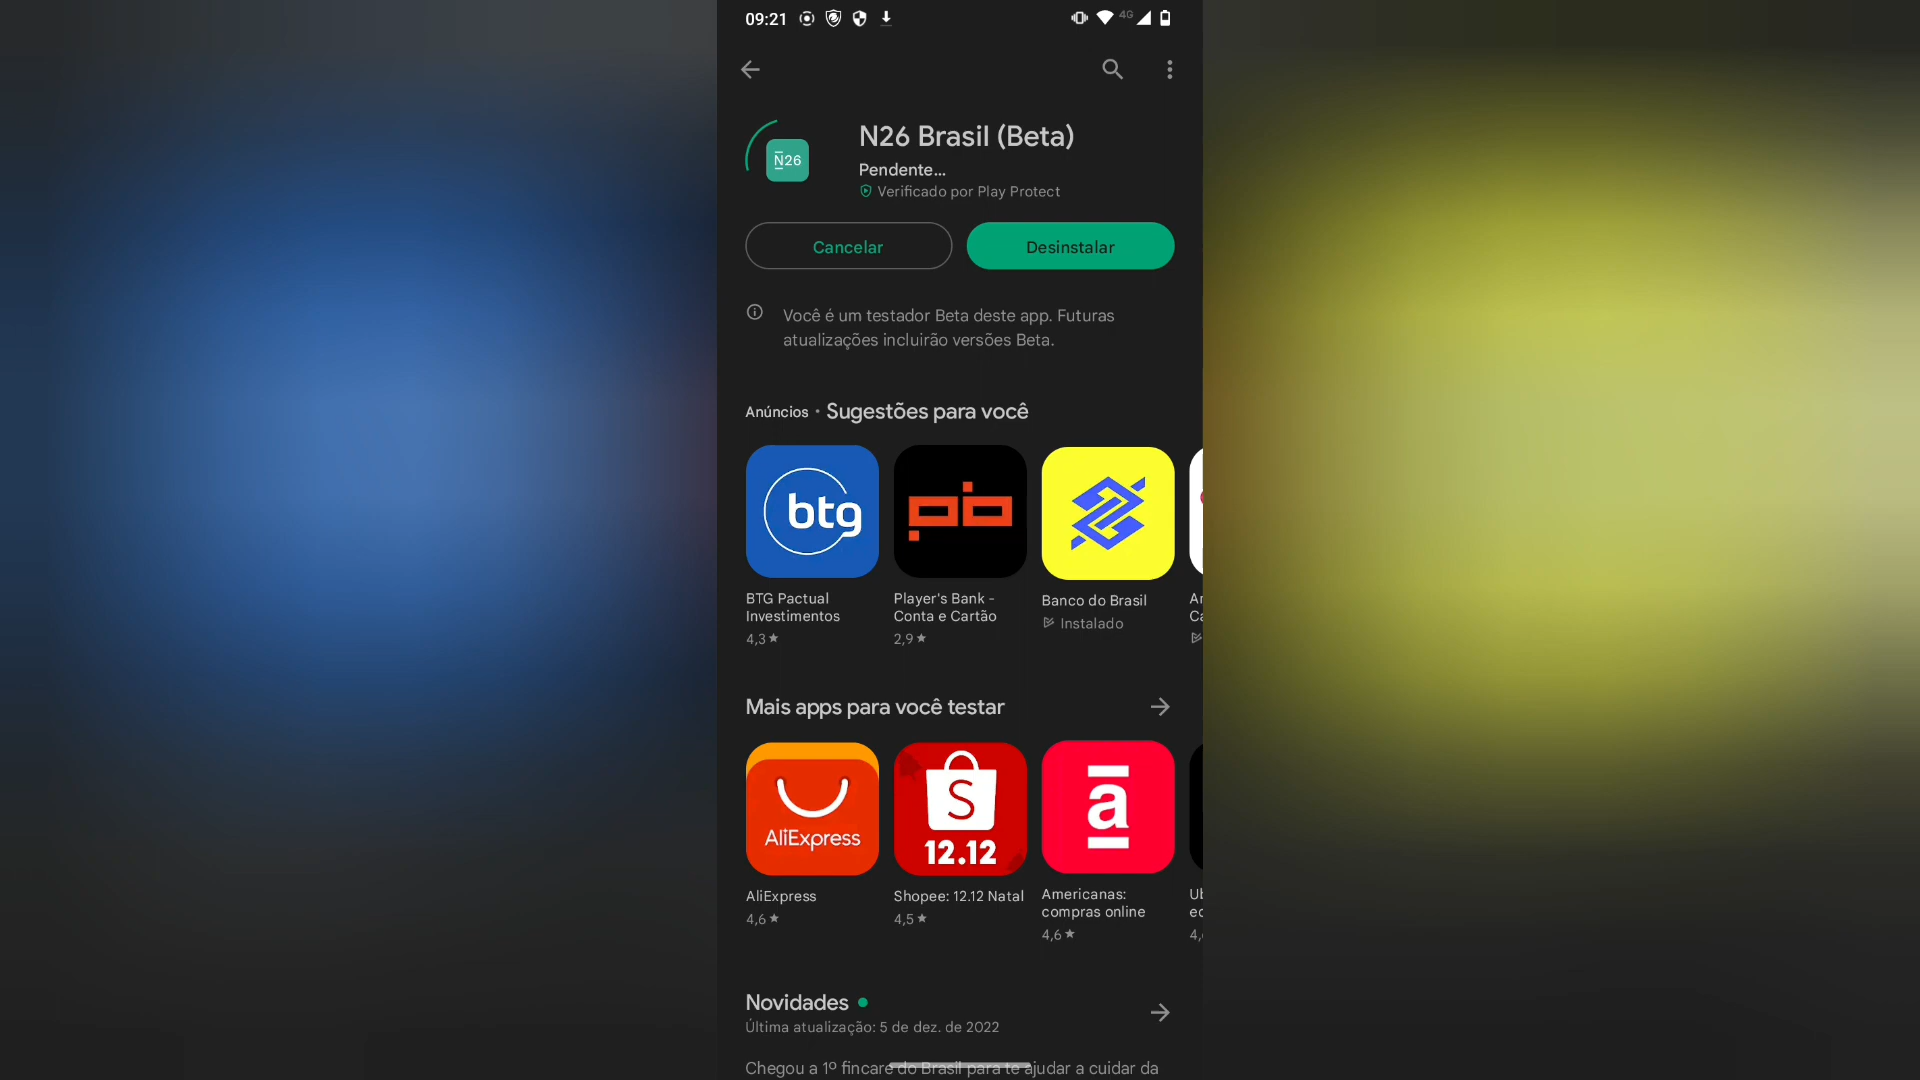 09:21
4G
N26 Brasil (Beta)
N26
Pendente...
Verificado por Play Protect
Cancelar
Desinstalar
Você é um testador Beta deste app. Futuras
atualizações incluirão versões Beta.
Anúncios • Sugestões para você
btg
pb
BTG Pactual
Investimentos
4,3
Player's Bank -
Conta e Cartão
2,9
Banco do Brasil
Instalado
Mais apps para você testar
AliExpress
S
12.12
a
AliExpress
4,6
Shopee: 12.12 Natal
4,5
Americanas:
compras online
4,6
Novidades
Última atualização: 5 de dez. de 2022
Chegou a 1º fincare do Brasil para te ajudar a cuidar da